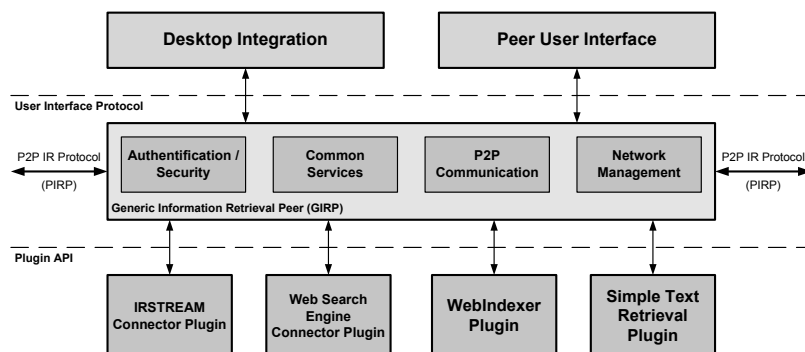 Desktop Integration
Peer User Interface
User Interface Protocol
P2P IR Protocol
(PIRP)
Authentification /
Security
Common
Services
P2P
Communication
Network
Management
Generic Information Retrieval Peer (GIRP)
P2P IR Protocol
(PIRP)
Plugin API
IRSTREAM
Connector Plugin
Web Search
Engine
Connector Plugin
WebIndexer
Plugin
Simple Text
Retrieval
Plugin